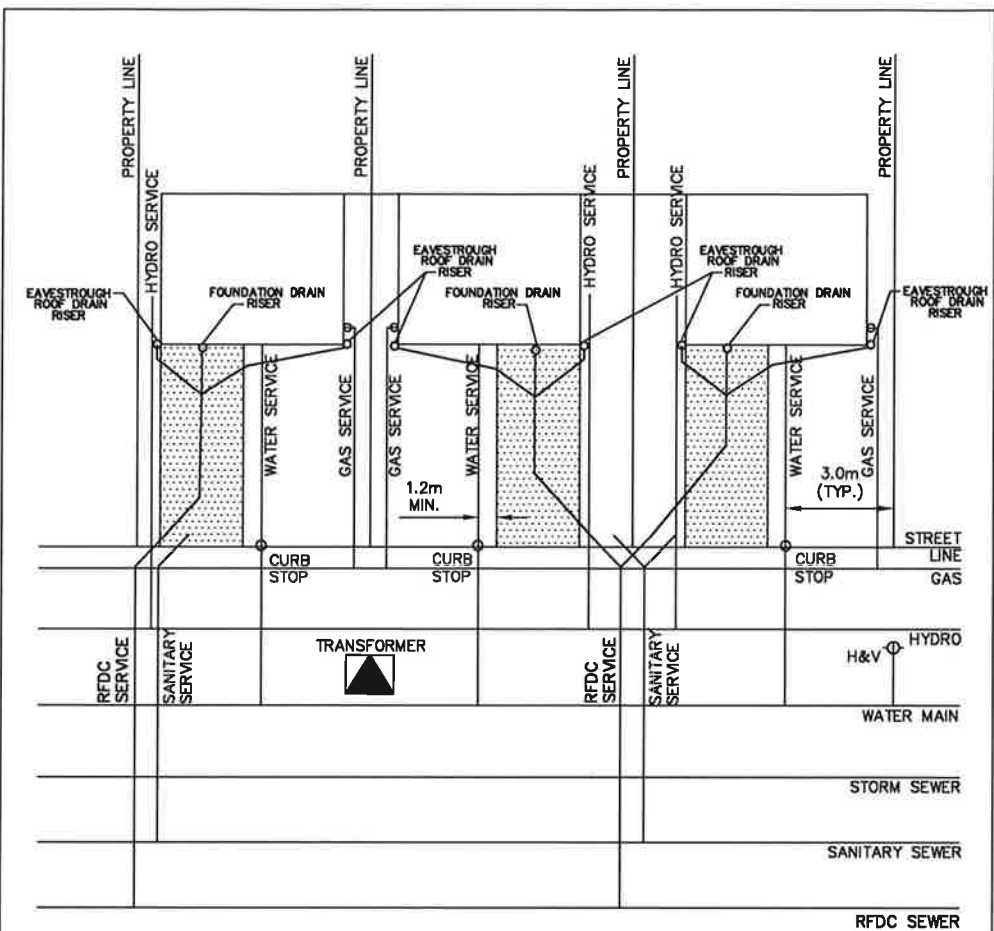 PROPERTY LINE
PROPERTY LINE
PROPERTY LINE
PROPERTY LINE
HYDRO SERVICE
HYDRO SERVICE
HYDRO SERVICE
EAVESTROUGH
ROOF DRAIN
RISER
FOUNDATION DRAIN
RISER
EAVESTROUGH
ROOF DRAIN
RISER
FOUNDATION DRAIN
RISER
EAVESTROUGH
ROOF DRAIN
RISER
FOUNDATION DRAIN
RISER
EAVESTROUGH
ROOF DRAIN
RISER
WATER SERVICE
GAS SERVICE
GAS SERVICE
WATER SERVICE
WATER SERVICE
GAS SERVICE
1.2m
MIN.
3.0m
(TYP.)
STREET
LINE
CURB
STOP
CURB
STOP
CURB
STOP
GAS
HYDRO
RFDC
SERVICE
SANITARY
SERVICE
TRANSFORMER
RFDC
SERVICE
SANITARY
SERVICE
H&V
WATER MAIN
STORM SEWER
SANITARY SEWER
RFDC SEWER